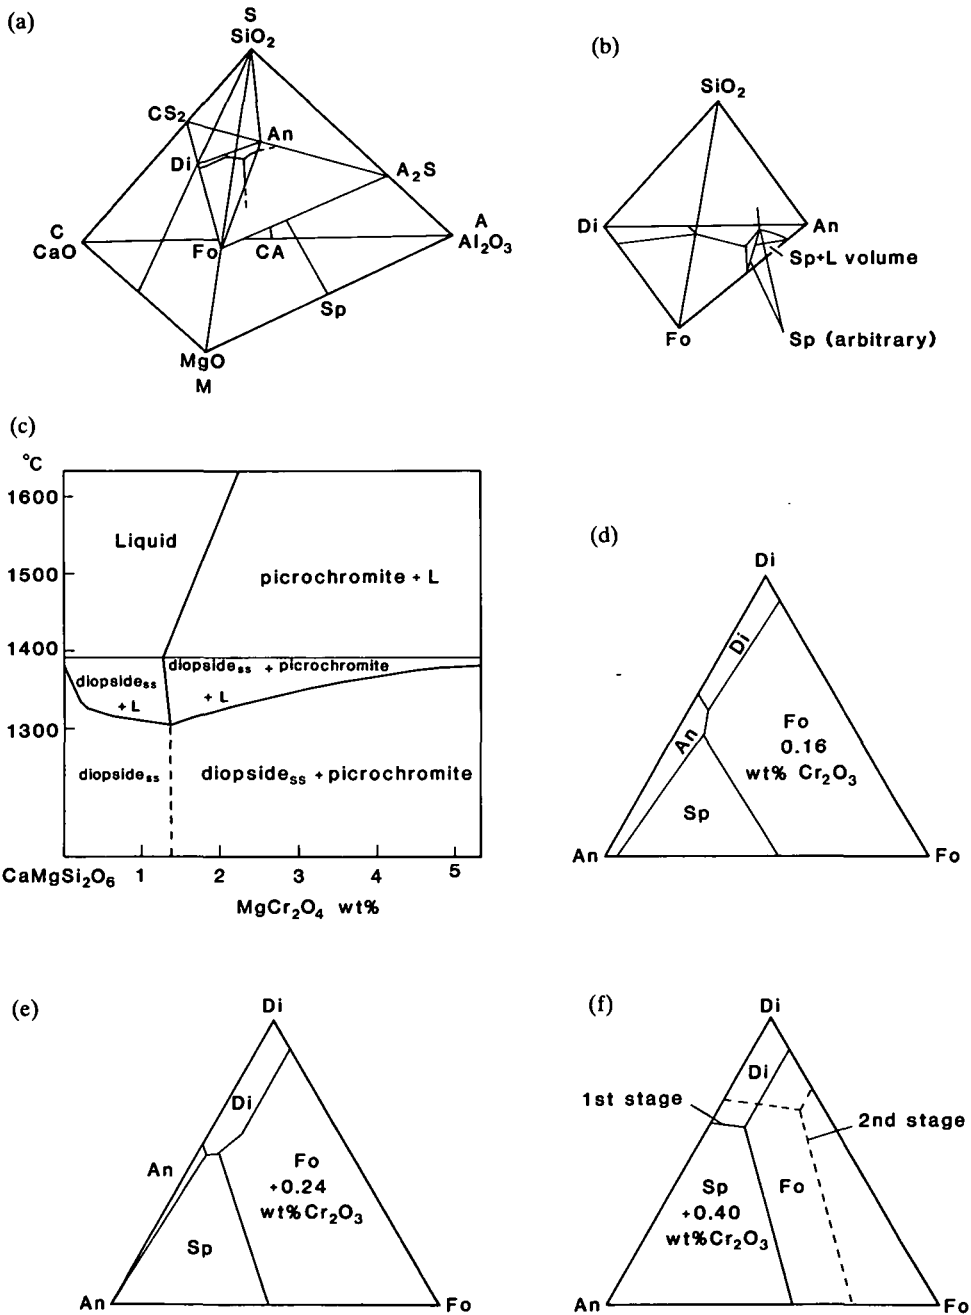 (a)
S
SiO₂
CS₂
An
Di
A₂S
C
CaO
Fo
CA
A
Al₂O₃
Sp
MgO
M
(b)
SiO₂
Di
An
Sp+L volume
Fo
Sp (arbitrary)
(c)
°C
1600
1500
1400
1300
Liquid
picrochromite + L
diopsidess + picrochromite
+ L
diopsidess
+ L
diopsidess
diopsidess + picrochromite
CaMgSi₂O₆ 1 2 3 4 5
MgCr₂O₄ wt%
(d)
Di
Di
An
Fo
0.16
wt% Cr₂O₃
Sp
An
Fo
(e)
Di
Di
An
Fo
+0.24
wt%Cr₂O₃
Sp
An
Fo
(f)
Di
Di
1st stage
2nd stage
Sp
+0.40
wt%Cr₂O₃
Fo
An
Fo